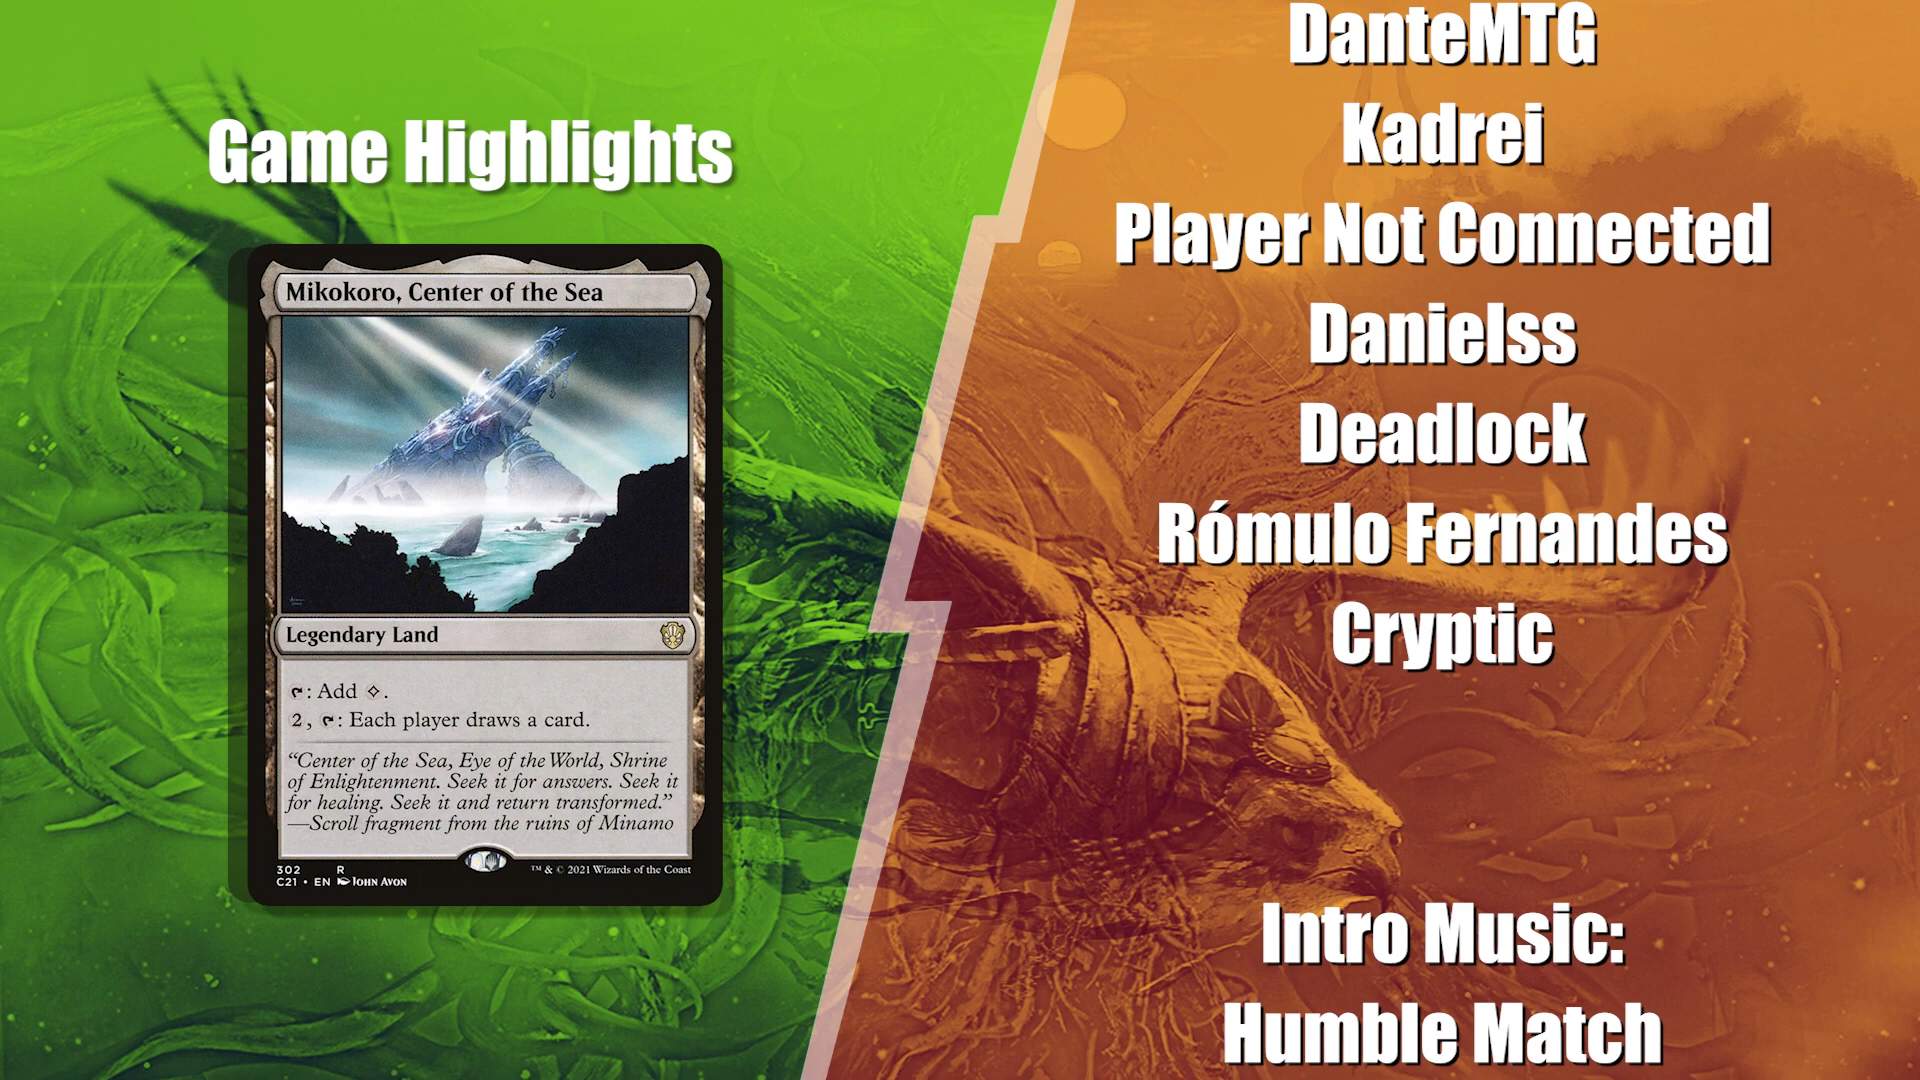 Game Highlights
Mikokoro, Center of the Sea
Legendary Land
: Add .
2, : Each player draws a card.
“Center of the Sea, Eye of the World, Shrine
of Enlightenment. Seek it for answers. Seek it
for healing. Seek it and return transformed.”
—Scroll fragment from the ruins of Minamo
302 R
C21 • EN JOHN AVON
™ & © 2021 Wizards of the Coast
DanteMTG
Kadrei
Player Not Connected
Danielss
Deadlock
Rómulo Fernandes
Cryptic
Intro Music:
Humble Match